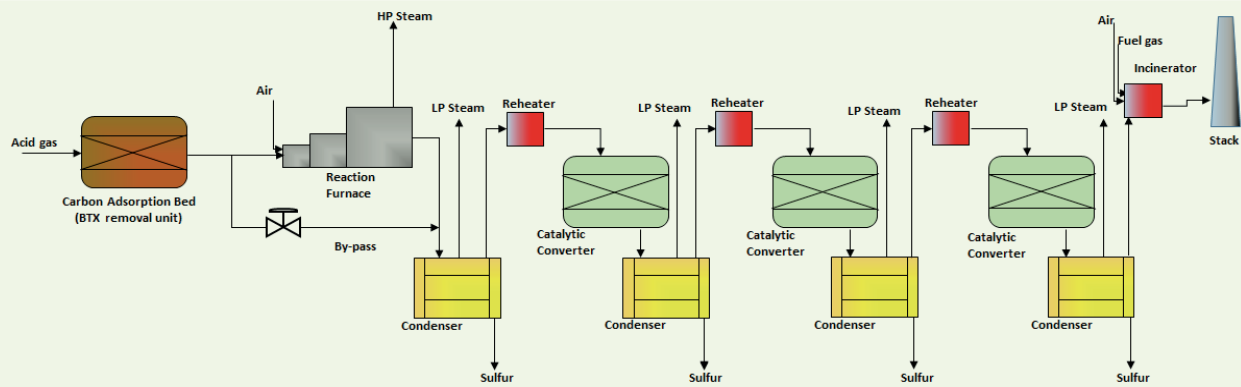 HP Steam
Air
Fuel gas
Incinerator
Stack
Air
LP Steam
Reheater
LP Steam
Reheater
LP Steam
Reheater
LP Steam
Acid gas
Carbon Adsorption Bed
(BTX removal unit)
Reaction
Furnace
By-pass
Catalytic
Converter
Catalytic
Converter
Catalytic
Converter
Condenser
Condenser
Condenser
Condenser
Sulfur
Sulfur
Sulfur
Sulfur